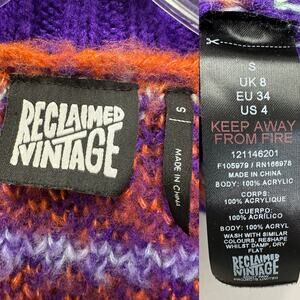 RECLAIMED
VINTAGE
S
MADE IN CHINA
S
UK 8
EU 34
US 4
KEEP AWAY
FROM FIRE
121146201
F105979 / RN166978
MADE IN CHINA
BODY: 100% ACRYLIC
CORPS:
100% ACRYLIQUE
CUERPO:
100% ACRÍLICO
BODY: 100% ACRYL
WASH WITH SIMILAR
COLOURS, RESHAPE
WHILST DAMP, DRY
FLAT
RECLAIMED
VINTAGE